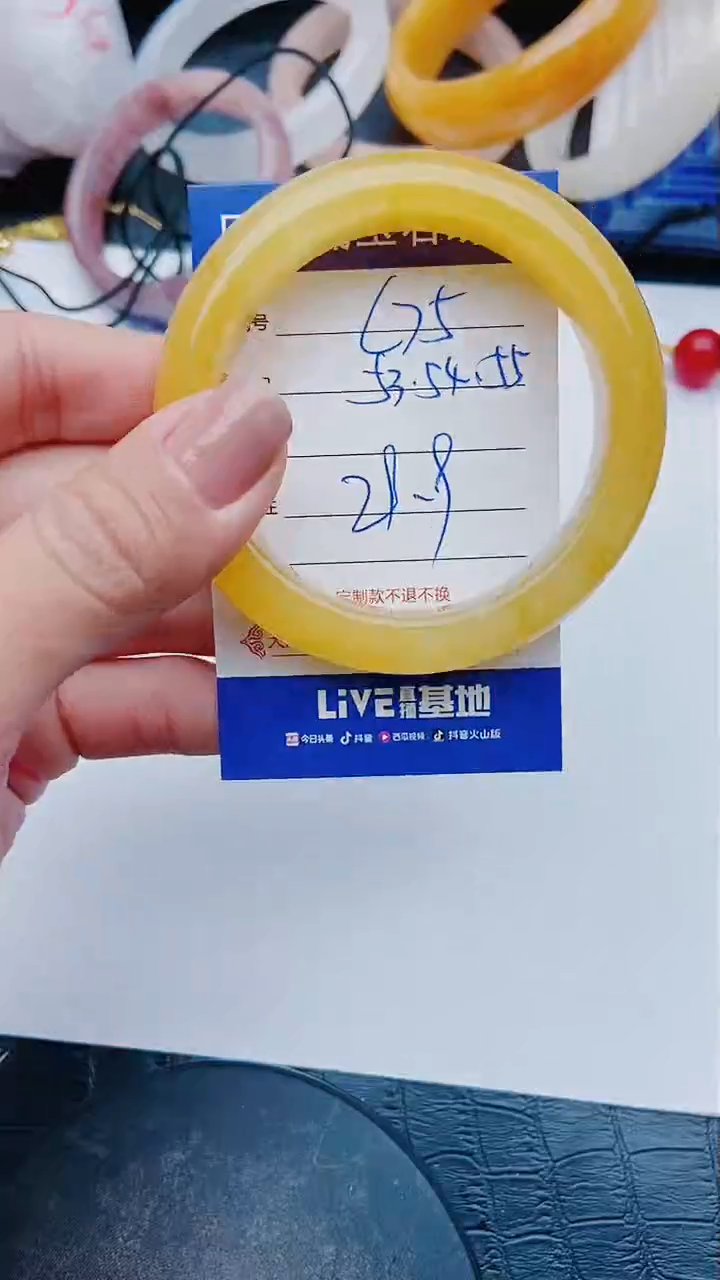 号
675
53.54.55
21.9
定制款不退不换
LiVE直播基地
今日头条 抖音 西瓜视频 抖音火山版